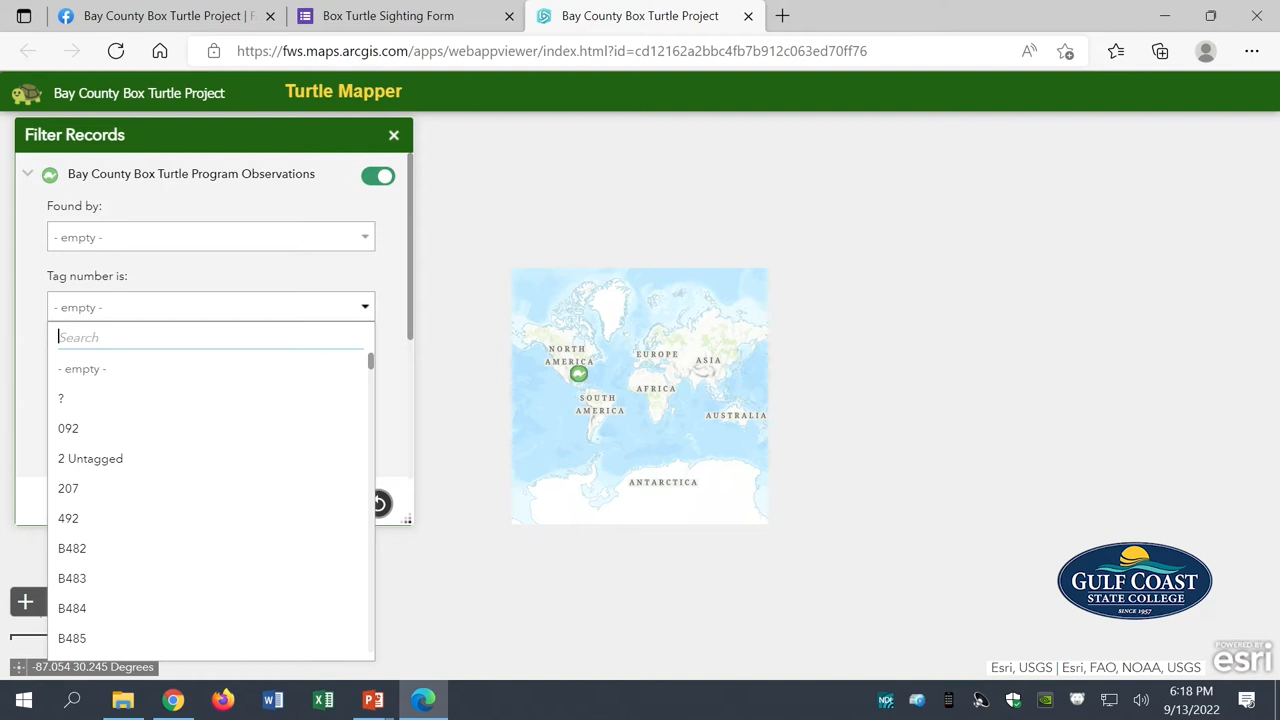 Bay County Box Turtle Project | F
Box Turtle Sighting Form
Bay County Box Turtle Project
https://fws.maps.arcgis.com/apps/webappviewer/index.html?id=cd12162a2bbc4fb7b912c063ed70ff76
Bay County Box Turtle Project
Turtle Mapper
Filter Records
Bay County Box Turtle Program Observations
Found by:
- empty -
Tag number is:
- empty -
Search
- empty -
?
092
2 Untagged
207
492
B482
B483
B484
B485
NORTH
AMERICA
EUROPE
ASIA
AFRICA
SOUTH
AMERICA
AUSTRALIA
ANTARCTICA
GULF COAST
STATE COLLEGE
SINCE 1957
POWERED BY
esri
-87.054 30.245 Degrees
Esri, USGS | Esri, FAO, NOAA, USGS
NDF
6:18 PM
9/13/2022